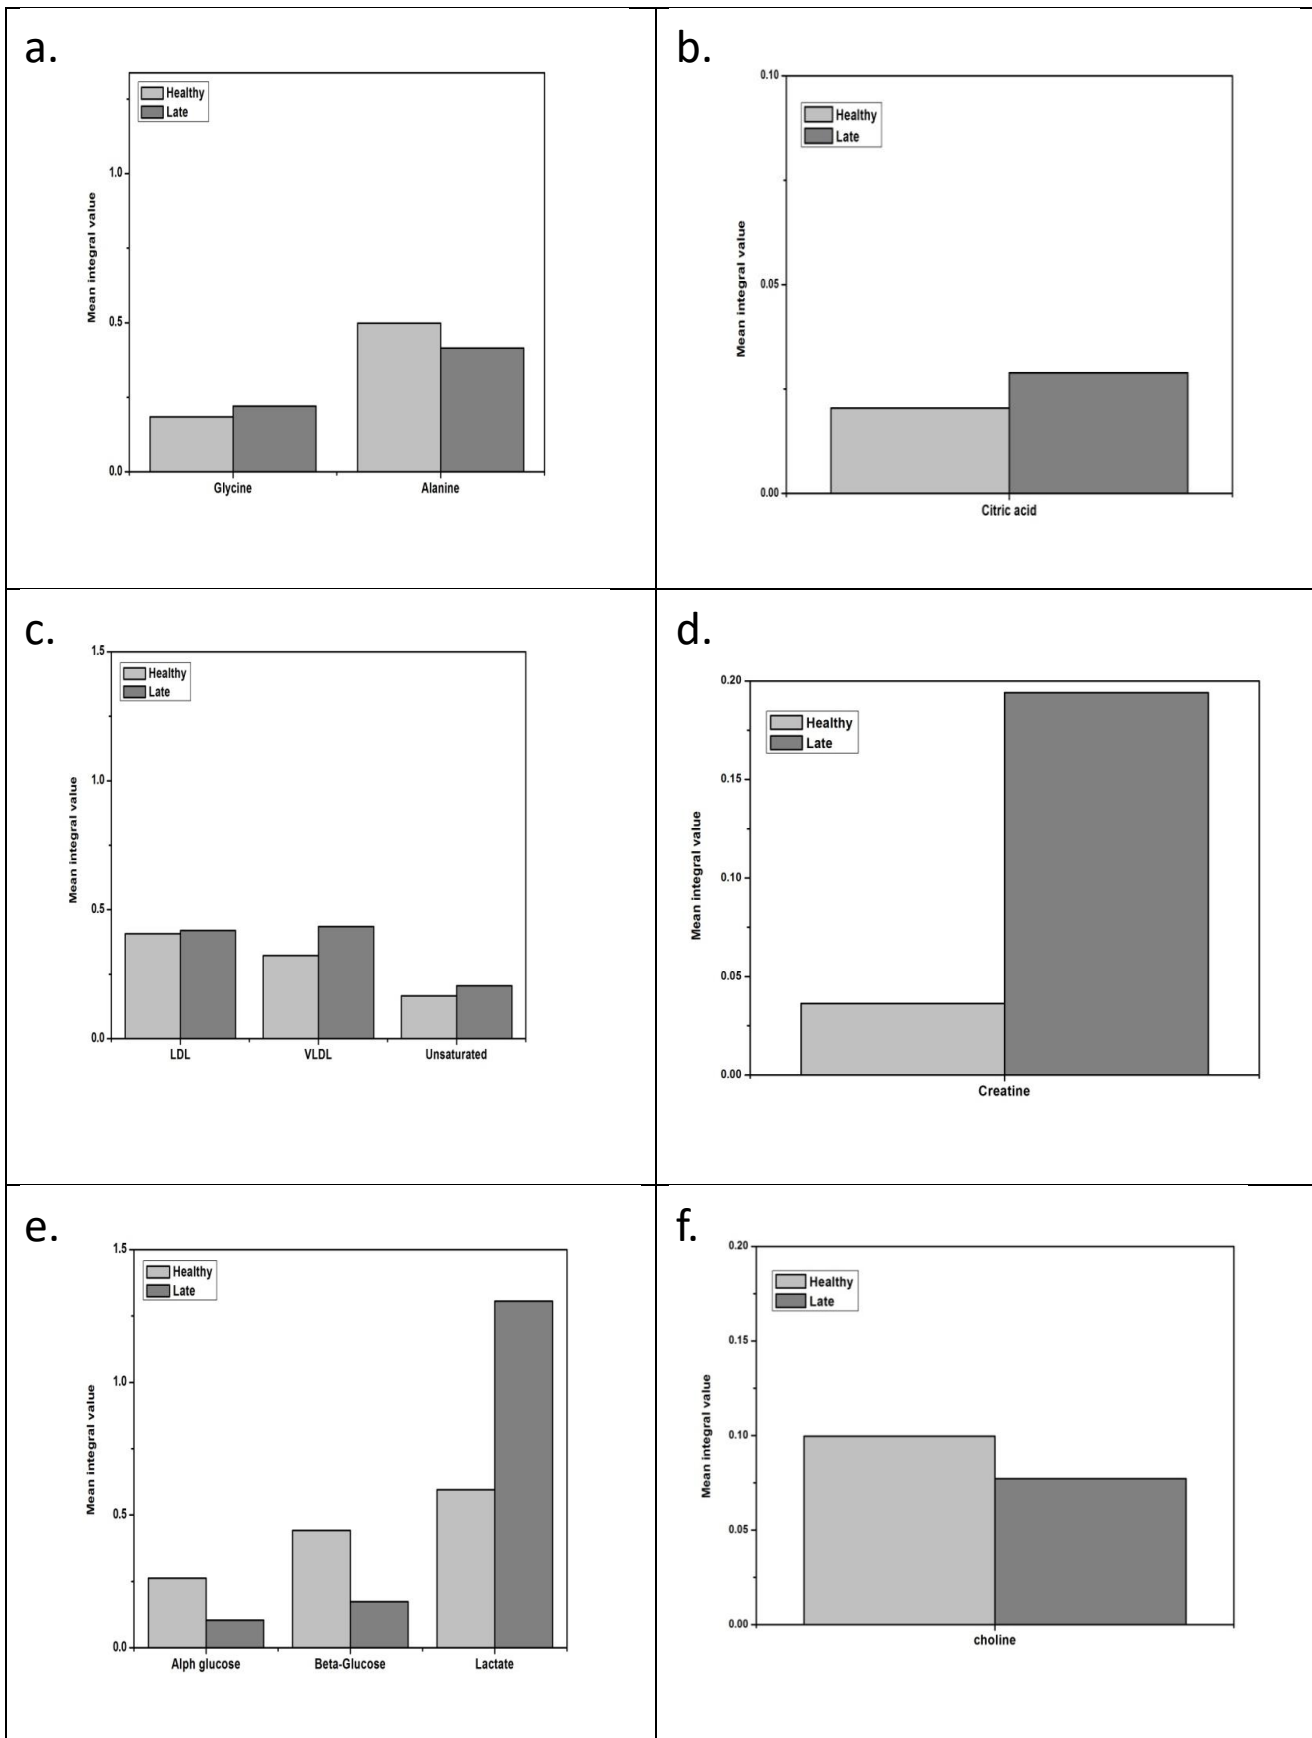 a.
Healthy
Late
Mean integral value
1.0
0.5
0.0
Glycine Alanine
b.
Healthy
Late
Mean integral value
0.10
0.05
0.00
Citric acid
c.
Healthy
Late
Mean integral value
1.5
1.0
0.5
0.0
LDL VLDL Unsaturated
d.
Healthy
Late
Mean integral value
0.20
0.15
0.10
0.05
0.00
Creatine
e.
Healthy
Late
Mean integral value
1.5
1.0
0.5
0.0
Alph glucose Beta-Glucose Lactate
f.
Healthy
Late
Mean integral value
0.20
0.15
0.10
0.05
0.00
choline